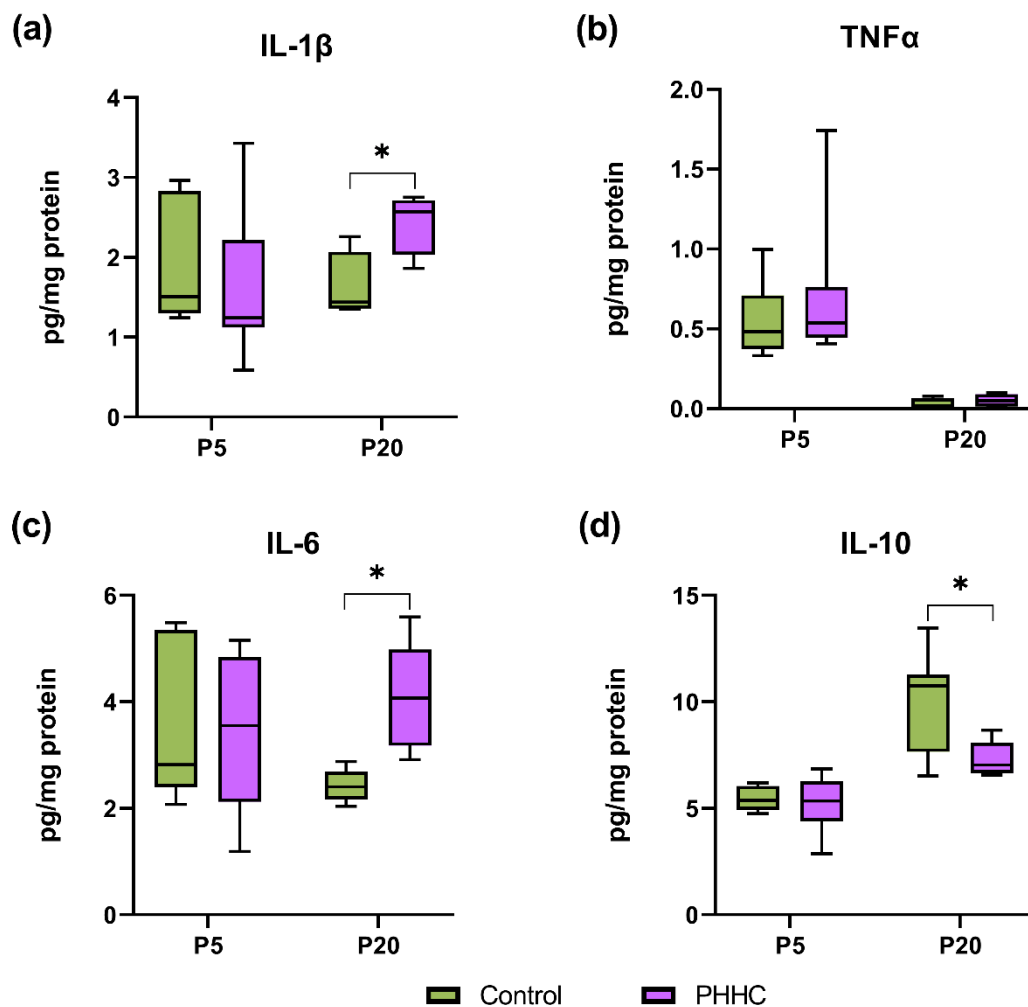 (a)
IL-1β
pg/mg protein
4
3
2
1
0
*
P5 P20
(b)
TNFα
pg/mg protein
2.0
1.5
1.0
0.5
0.0
P5 P20
(c)
IL-6
pg/mg protein
6
4
2
0
*
P5 P20
(d)
IL-10
pg/mg protein
15
10
5
0
*
P5 P20
Control PHHC